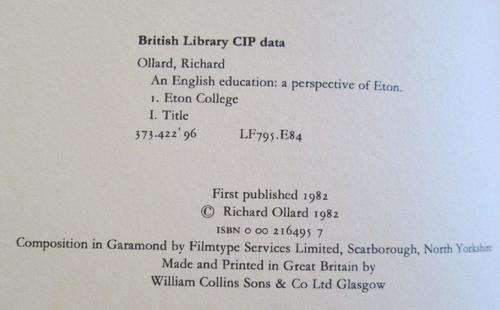 British Library CIP data
Ollard, Richard
An English education: a perspective of Eton.
1. Eton College
I. Title
373.422'96 LF795.E84
First published 1982
© Richard Ollard 1982
ISBN 0 00 216495 7
Composition in Garamond by Filmtype Services Limited, Scarborough, North Yorkshire
Made and Printed in Great Britain by
William Collins Sons & Co Ltd Glasgow